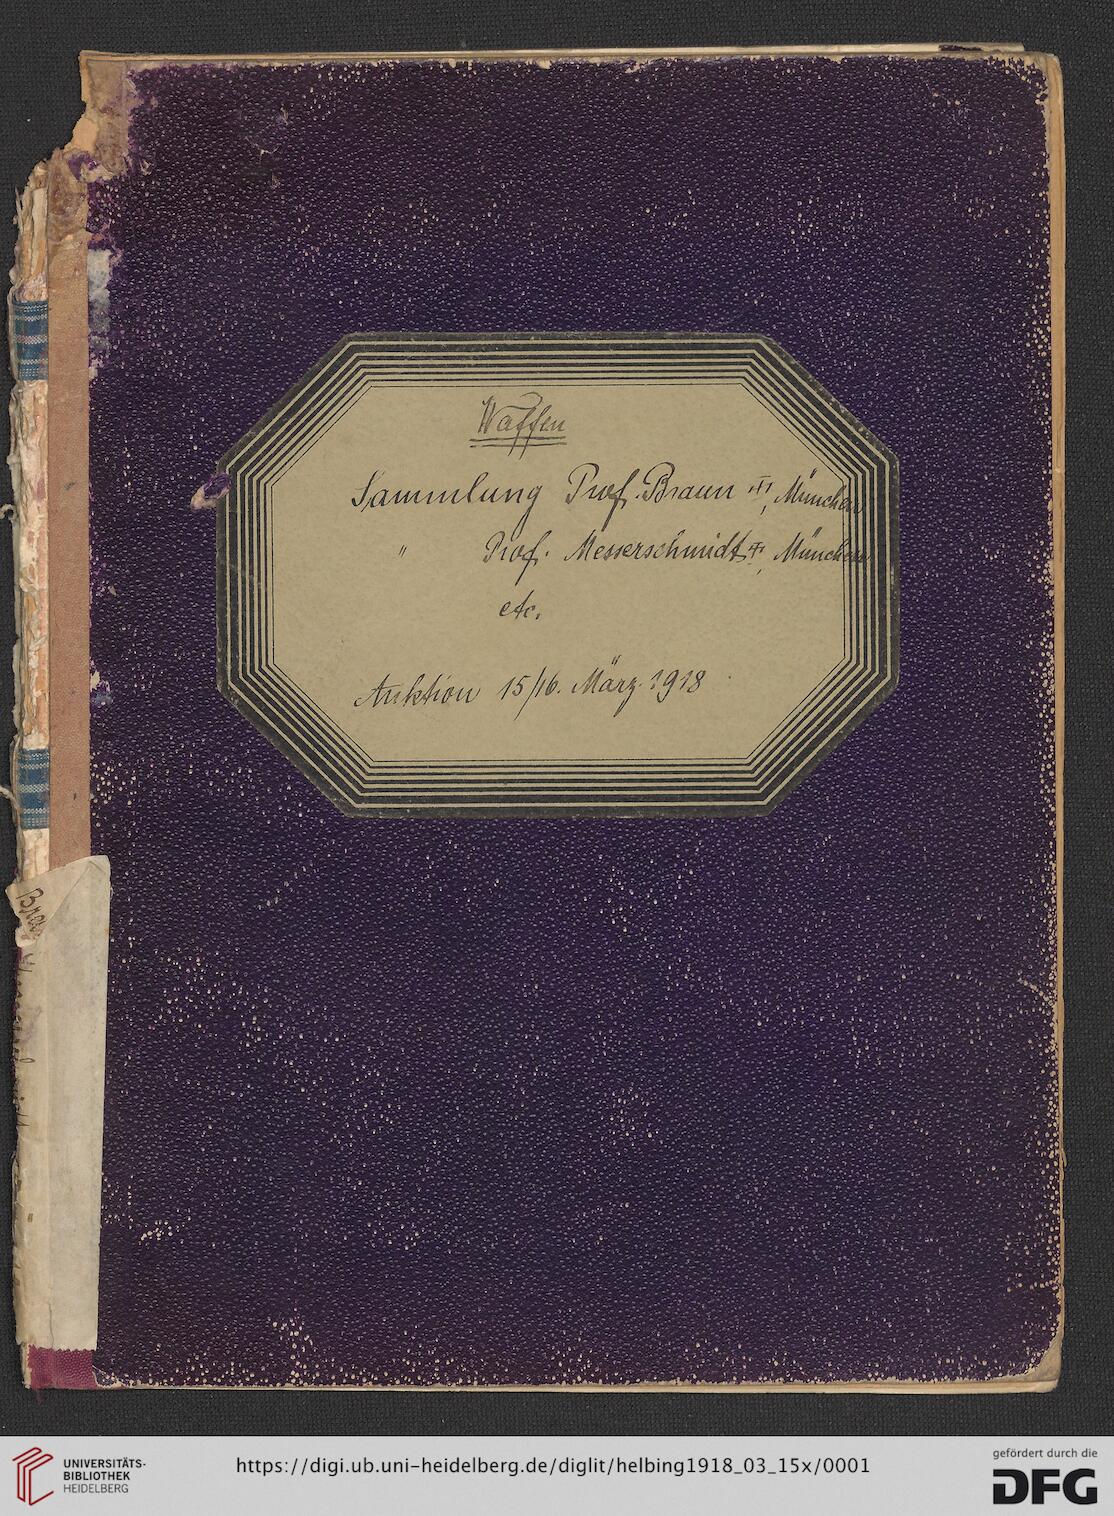 Waffen
Sammlung Prof. Braun †, München
" Prof. Messerschmidt †, München
etc.
Auktion 15/16. März. 1918
UNIVERSITÄTS-
BIBLIOTHEK
HEIDELBERG
https://digi.ub.uni-heidelberg.de/diglit/helbing1918_03_15x/0001
gefördert durch die
DFG